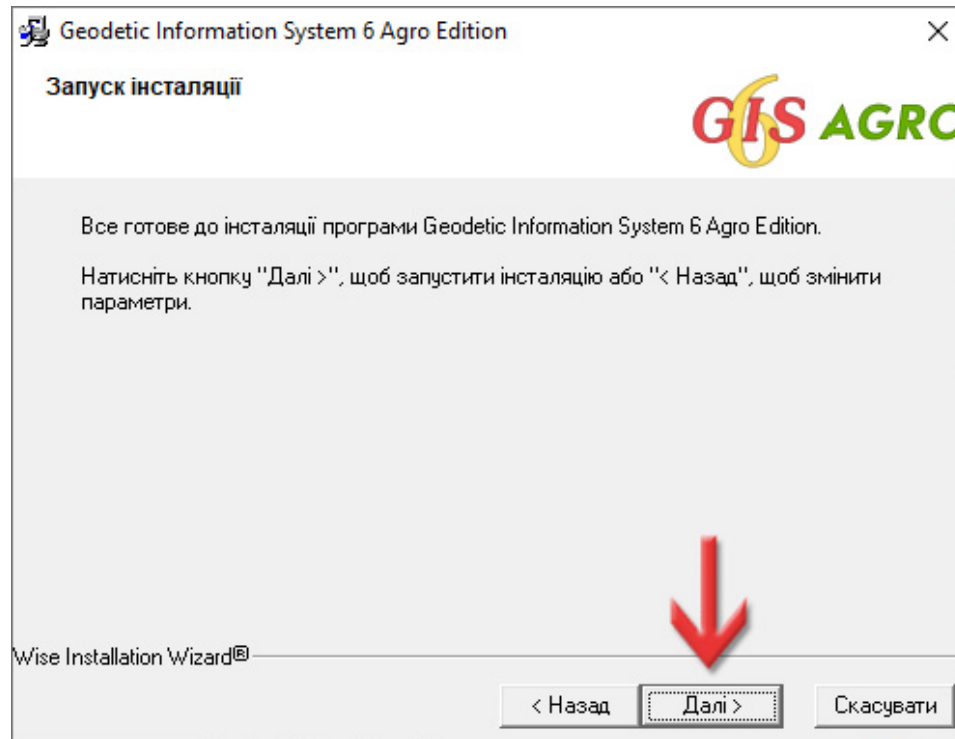 Geodetic Information System 6 Agro Edition
Запуск інсталяції
GIS 6 AGRO
Все готове до інсталяції програми Geodetic Information System 6 Agro Edition.
Натисніть кнопку "Далі >", щоб запустити інсталяцію або "< Назад", щоб змінити
параметри.
Wise Installation Wizard®
< Назад Далі > Скасувати